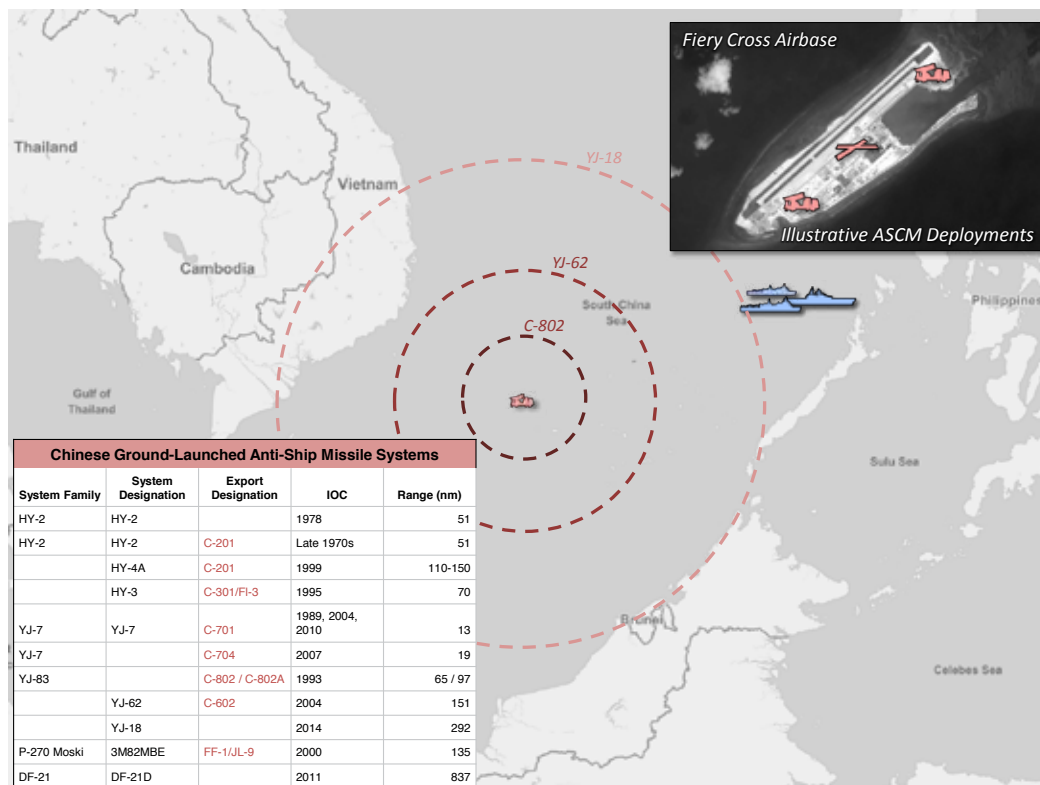 Fiery Cross Airbase
Illustrative ASCM Deployments
Thailand
Vietnam
Cambodia
Gulf of
Thailand
YJ-18
YJ-62
South China
Sea
C-802
Philippines
Sulu Sea
Brunei
Celebes Sea
Chinese Ground-Launched Anti-Ship Missile Systems
System Family System Designation Export Designation IOC Range (nm)
HY-2 HY-2 1978 51
HY-2 HY-2 C-201 Late 1970s 51
HY-4A C-201 1999 110-150
HY-3 C-301/FI-3 1995 70
YJ-7 YJ-7 C-701 1989, 2004, 2010 13
YJ-7 C-704 2007 19
YJ-83 C-802 / C-802A 1993 65 / 97
YJ-62 C-602 2004 151
YJ-18 2014 292
P-270 Moski 3M82MBE FF-1/JL-9 2000 135
DF-21 DF-21D 2011 837